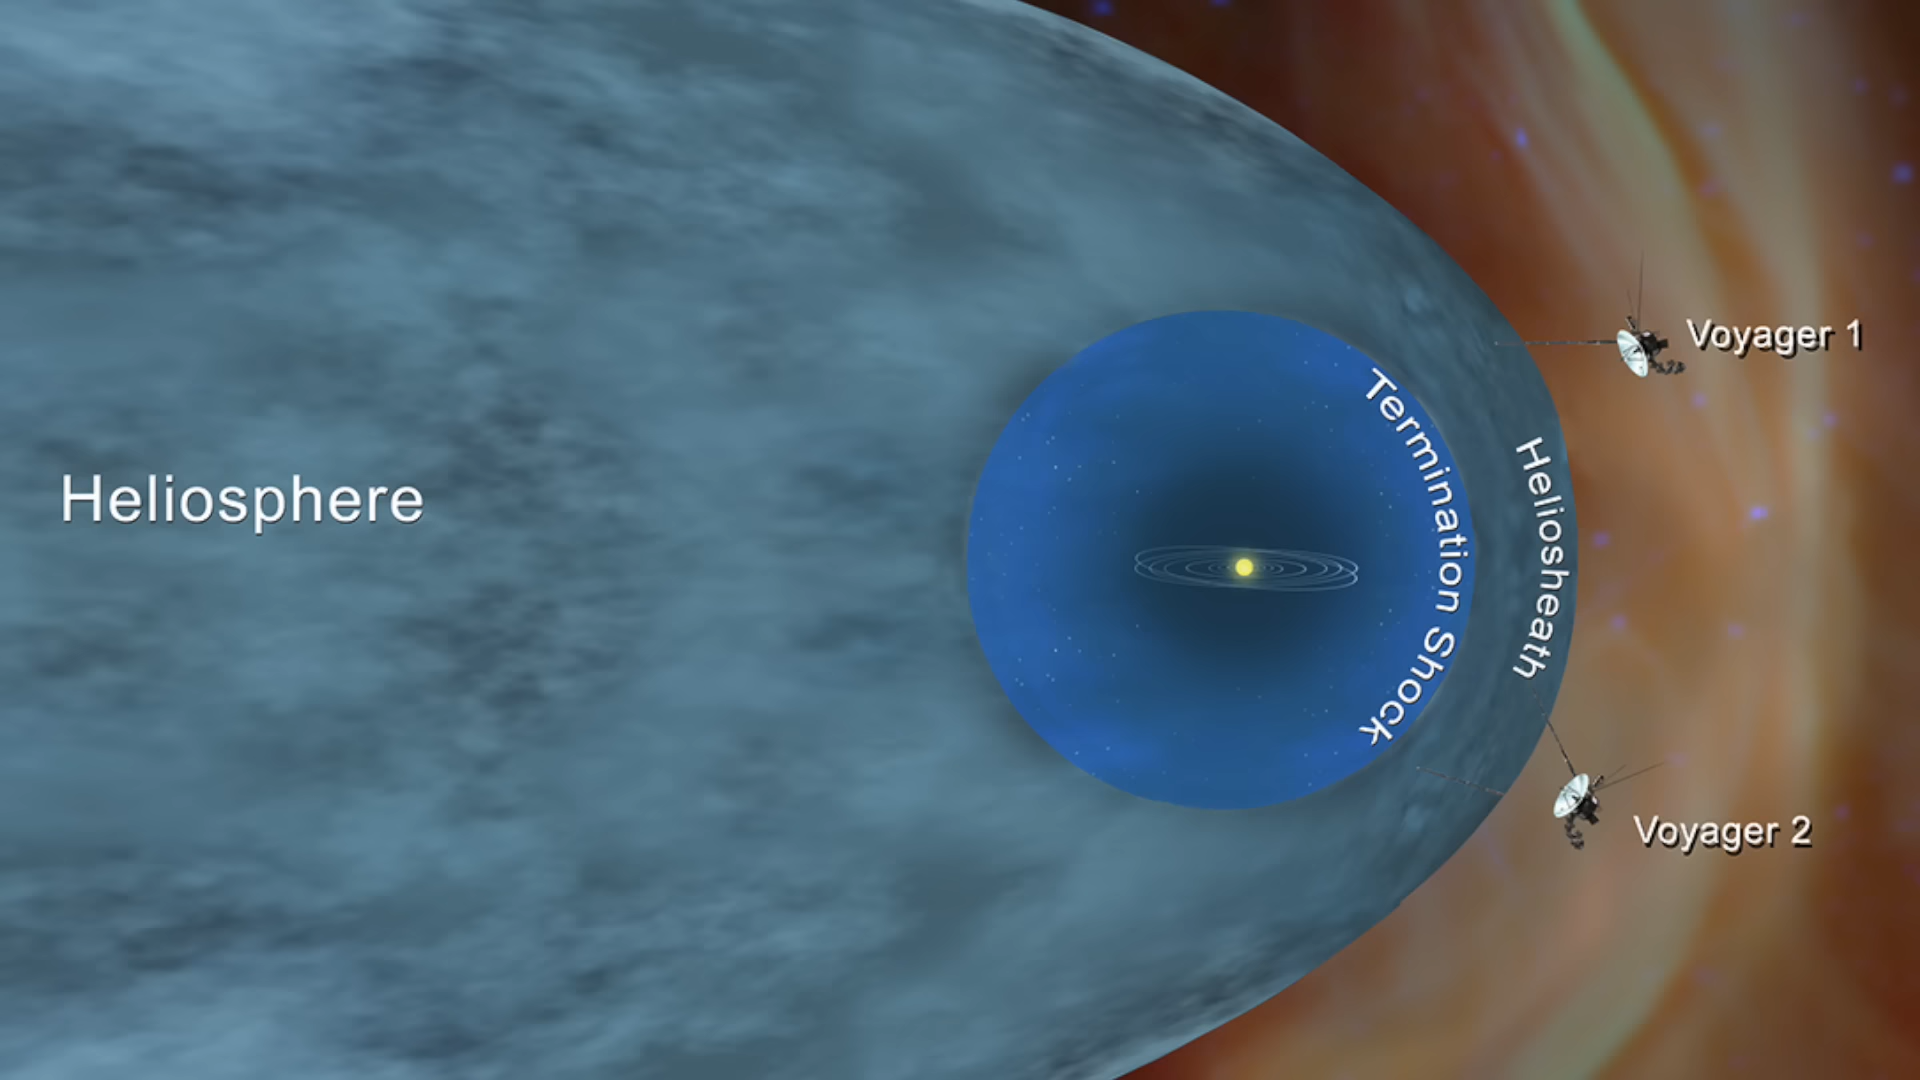 Voyager 1
Termination Shock
Heliosheath
Heliosphere
Voyager 2